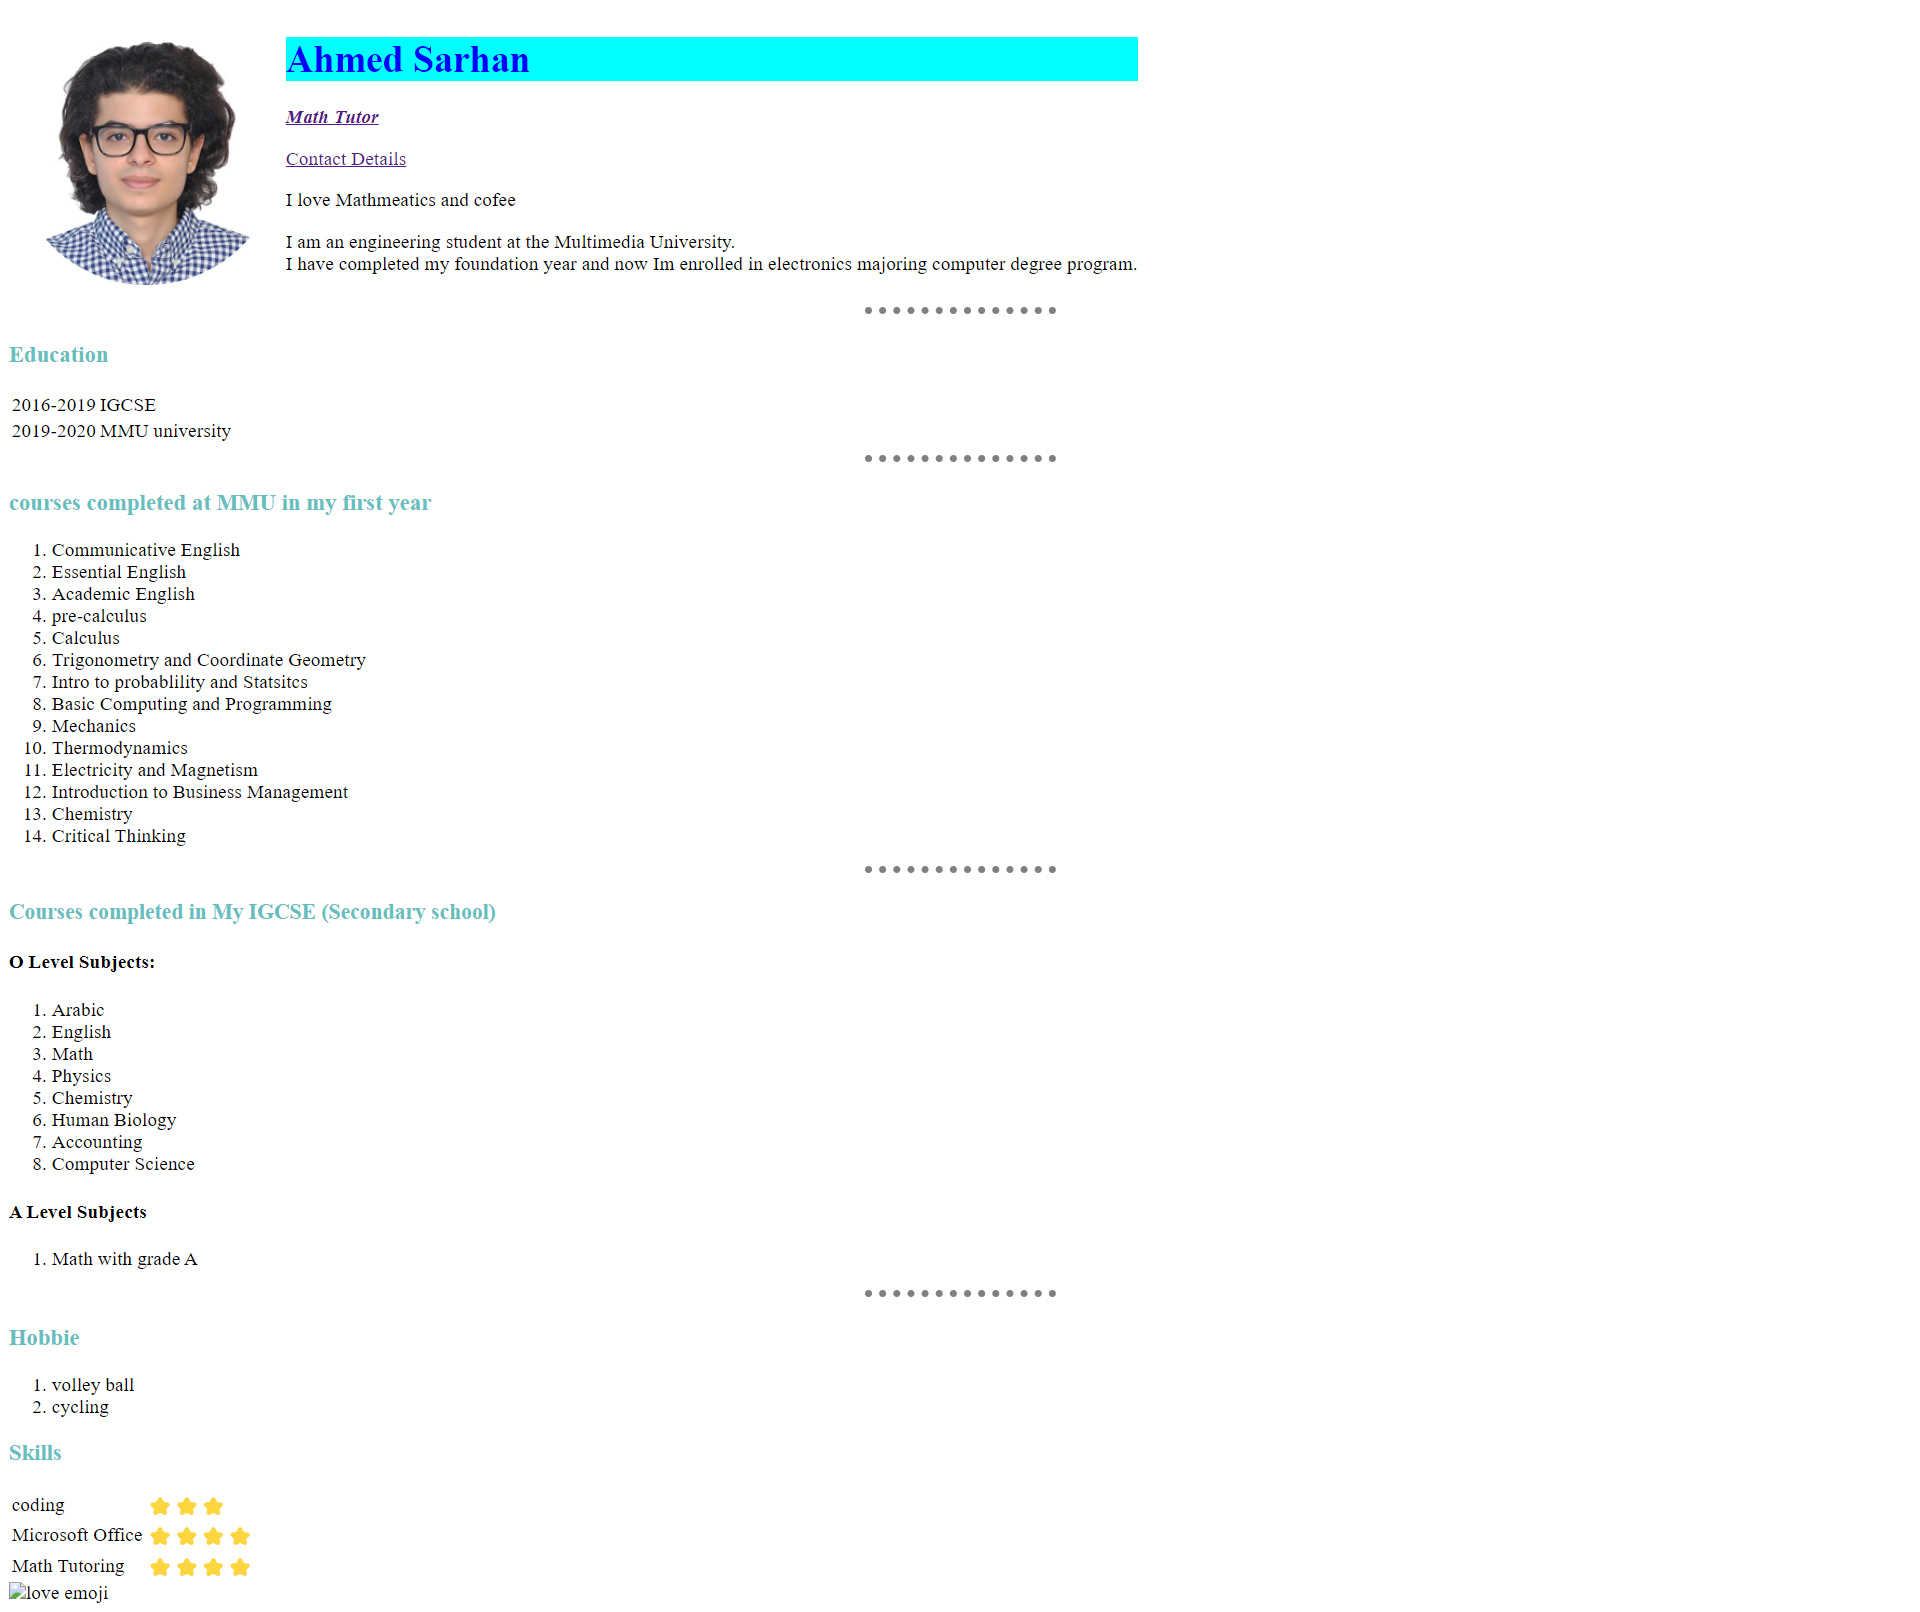 Ahmed Sarhan
Math Tutor
Contact Details
I love Mathmeatics and cofee
I am an engineering student at the Multimedia University.
I have completed my foundation year and now Im enrolled in electronics majoring computer degree program.
Education
2016-2019 IGCSE
2019-2020 MMU university
courses completed at MMU in my first year
1. Communicative English
2. Essential English
3. Academic English
4. pre-calculus
5. Calculus
6. Trigonometry and Coordinate Geometry
7. Intro to probablility and Statsitcs
8. Basic Computing and Programming
9. Mechanics
10. Thermodynamics
11. Electricity and Magnetism
12. Introduction to Business Management
13. Chemistry
14. Critical Thinking
Courses completed in My IGCSE (Secondary school)
O Level Subjects:
1. Arabic
2. English
3. Math
4. Physics
5. Chemistry
6. Human Biology
7. Accounting
8. Computer Science
A Level Subjects
1. Math with grade A
Hobbie
1. volley ball
2. cycling
Skills
coding
Microsoft Office
Math Tutoring
love emoji